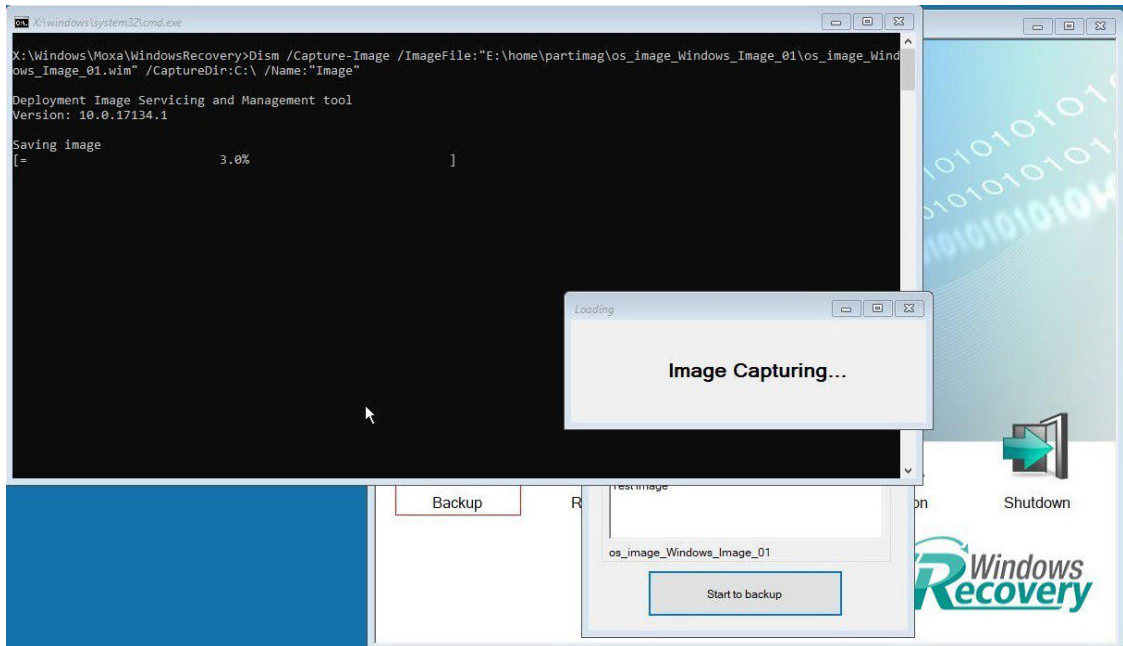 X:\windows\system32\cmd.exe
X:\Windows\Moxa\WindowsRecovery>Dism /Capture-Image /ImageFile:"E:\home\partimag\os_image_Windows_Image_01\os_image_Wind
ows_Image_01.wim" /CaptureDir:C:\ /Name:"Image"
Deployment Image Servicing and Management tool
Version: 10.0.17134.1
Saving image
[= 3.0% ]
Loading
Image Capturing...
Test Image
Backup
R
on
Shutdown
os_image_Windows_Image_01
Start to backup
Windows
Recovery